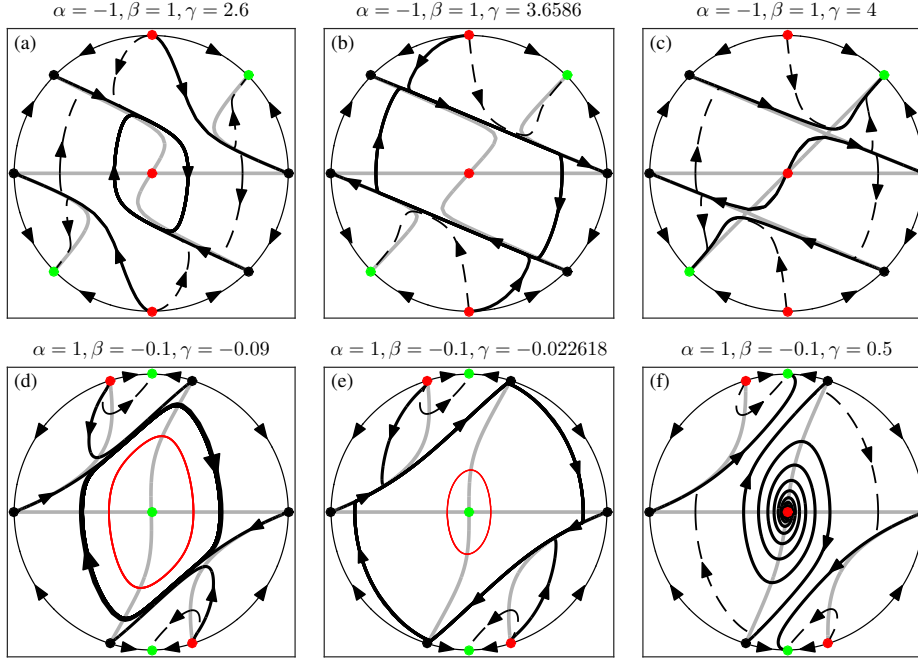 α = −1, β = 1, γ = 2.6
α = −1, β = 1, γ = 3.6586
α = −1, β = 1, γ = 4
(a)
(b)
(c)
α = 1, β = −0.1, γ = −0.09
α = 1, β = −0.1, γ = −0.022618
α = 1, β = −0.1, γ = 0.5
(d)
(e)
(f)